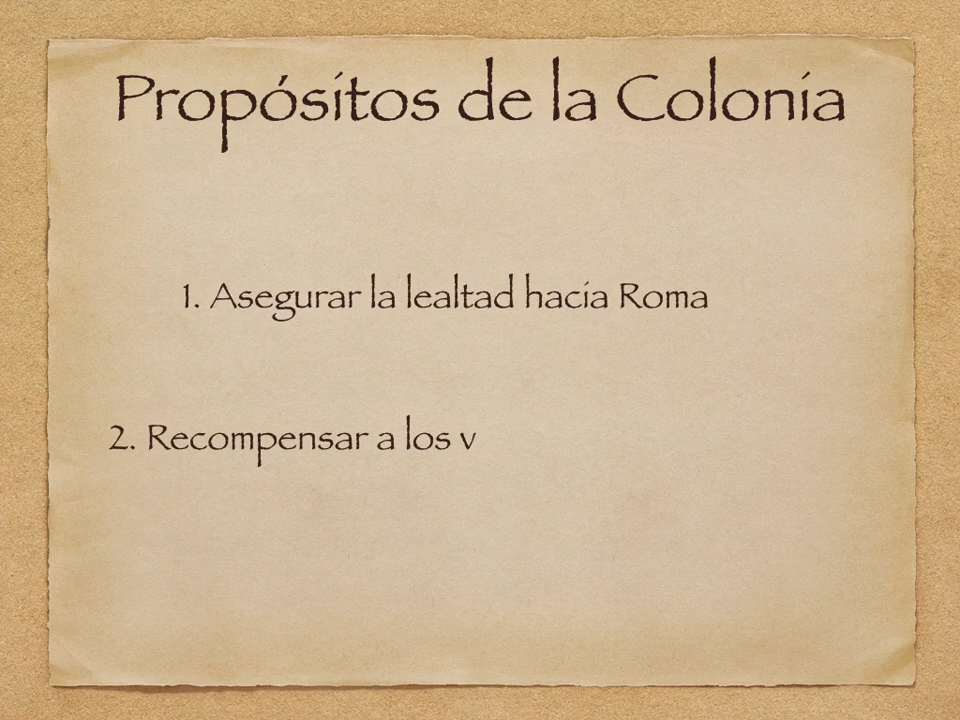 Propósitos de la Colonia
1. Asegurar la lealtad hacia Roma
2. Recompensar a los v